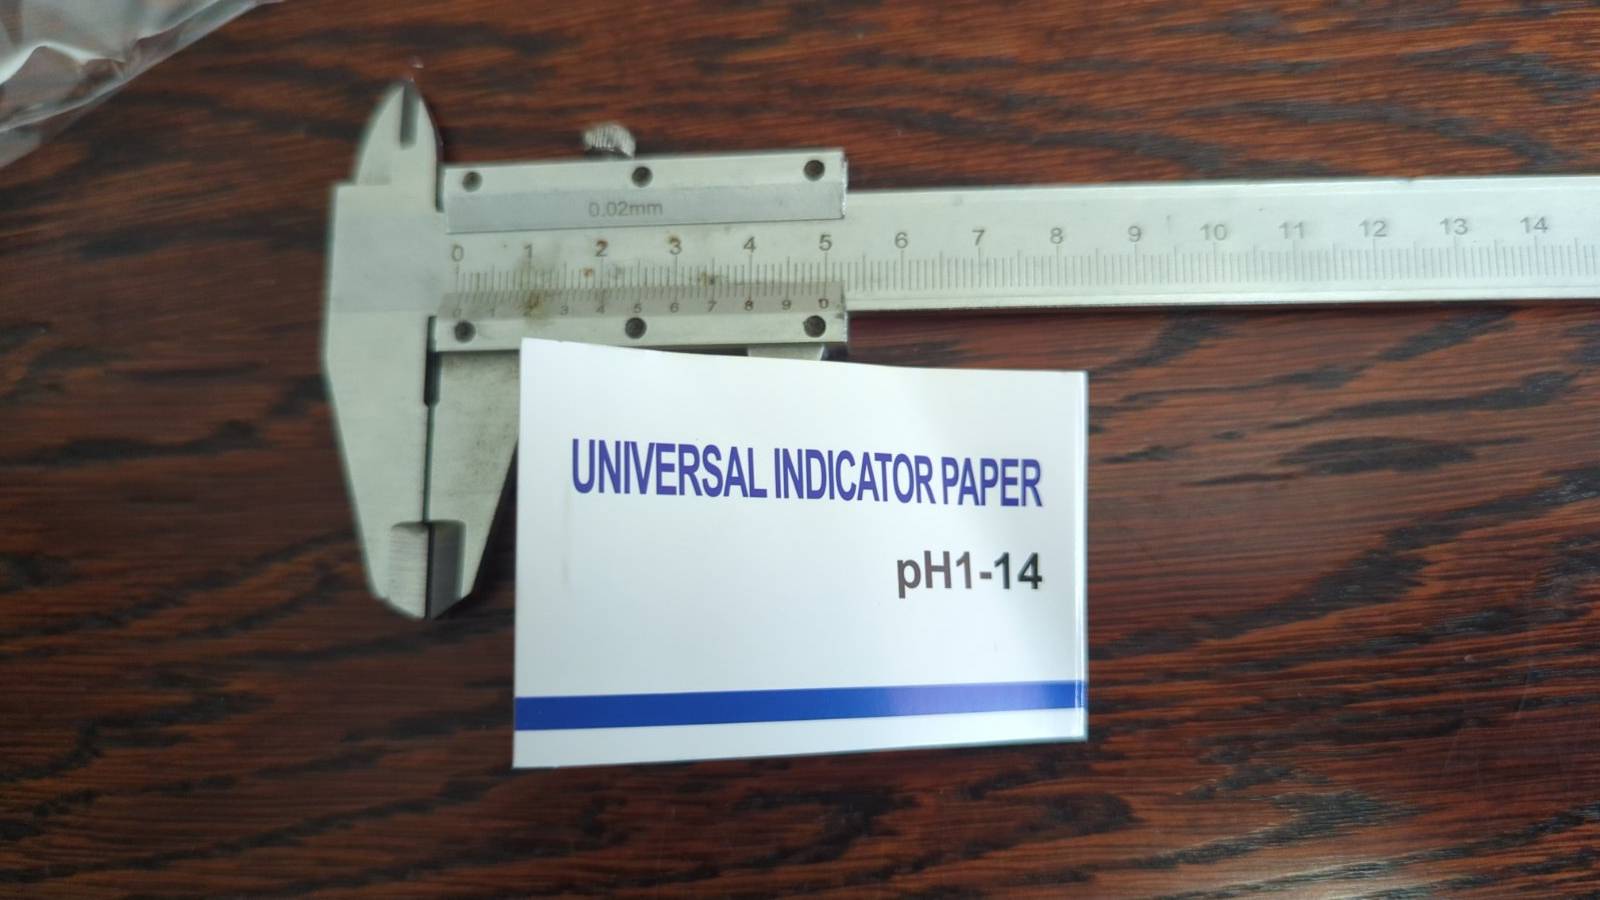 0.02mm
0 1 2 3 4 5 6 7 8 9 10 11 12 13 14
0 1 2 3 4 5 6 7 8 9 0
UNIVERSAL INDICATOR PAPER
pH1-14